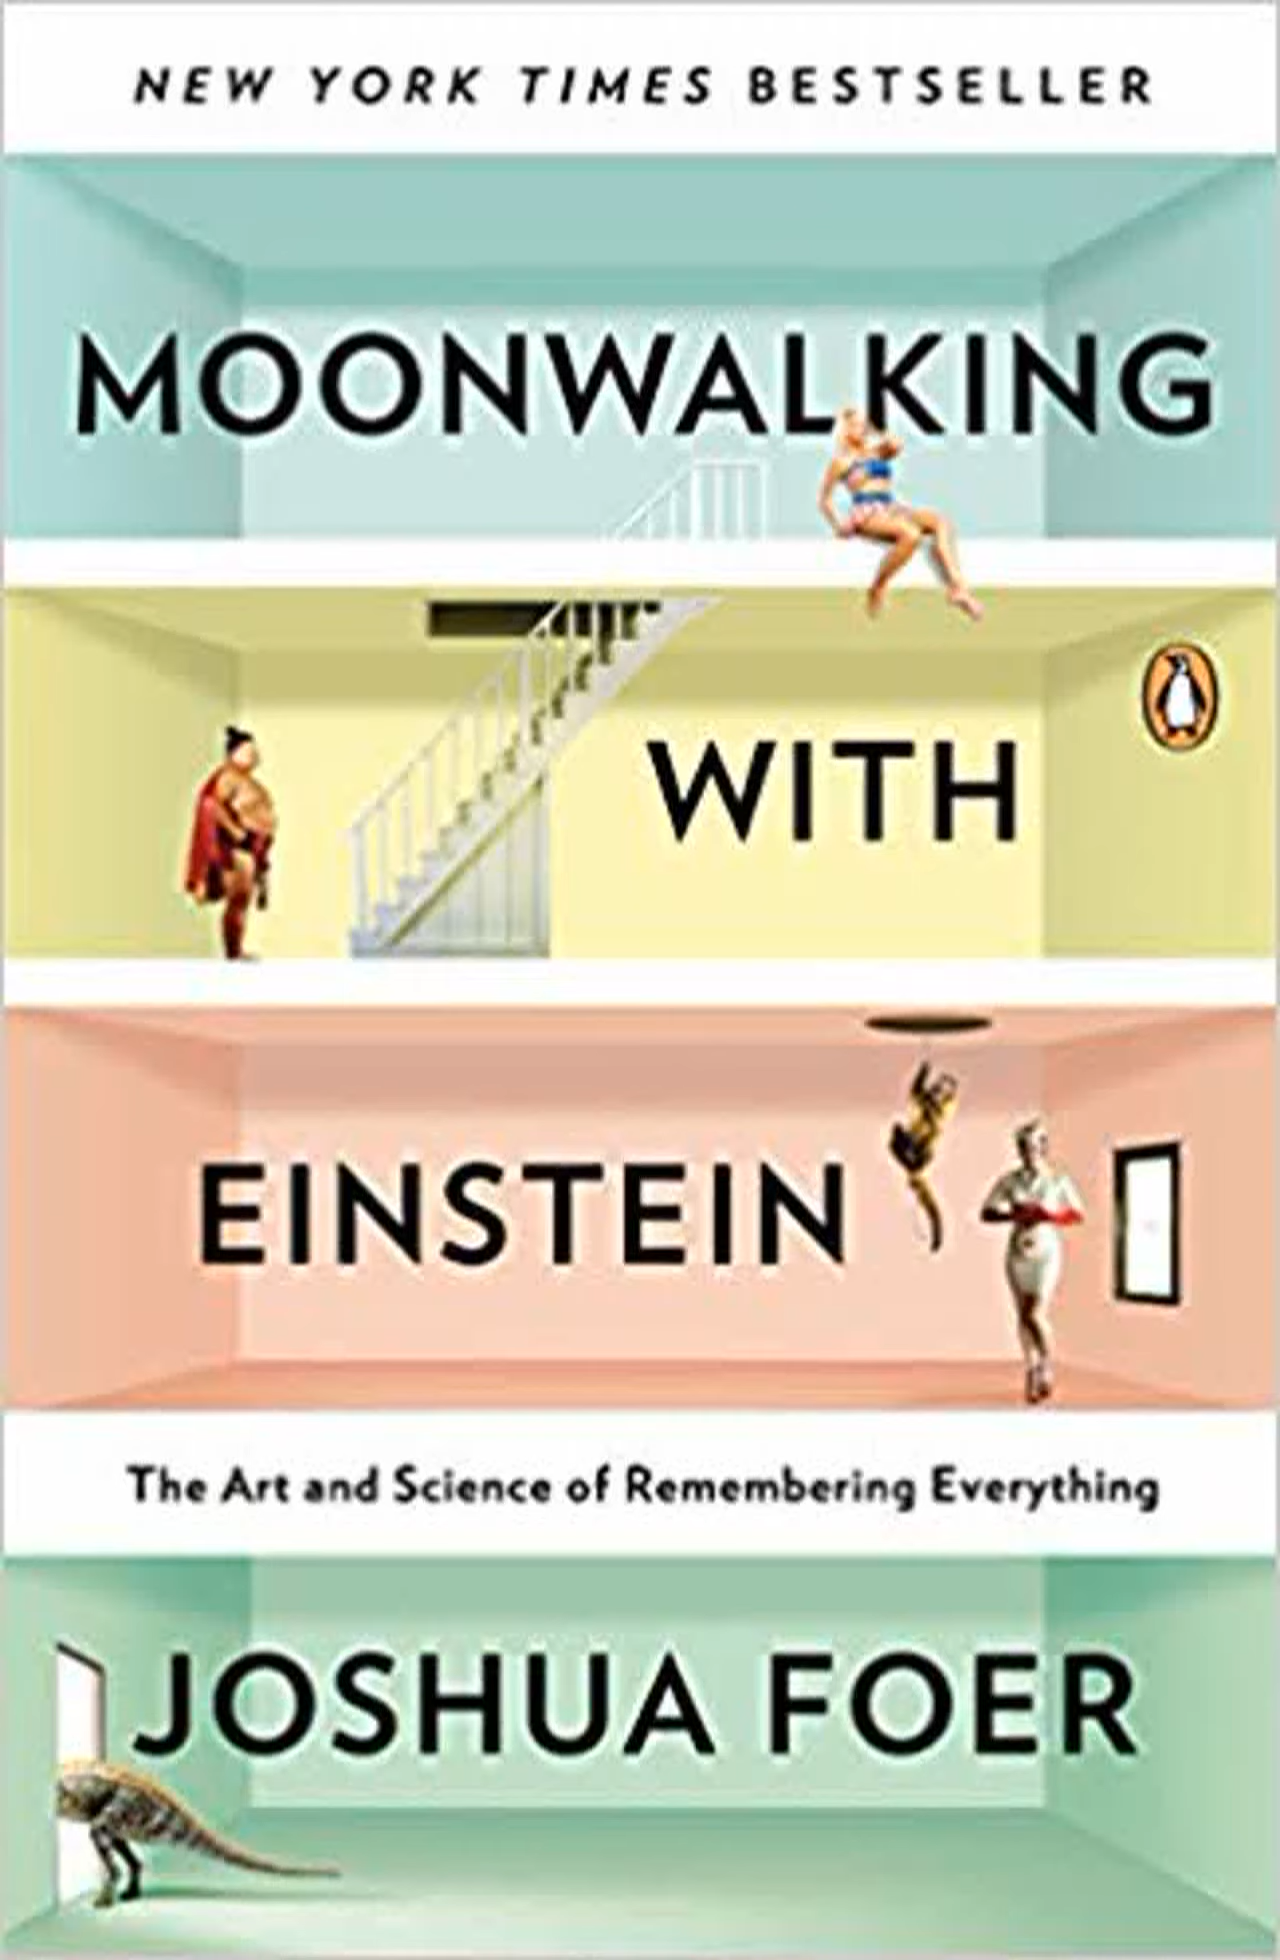 NEW YORK TIMES BESTSELLER
MOONWALKING
WITH
EINSTEIN
The Art and Science of Remembering Everything
JOSHUA FOER